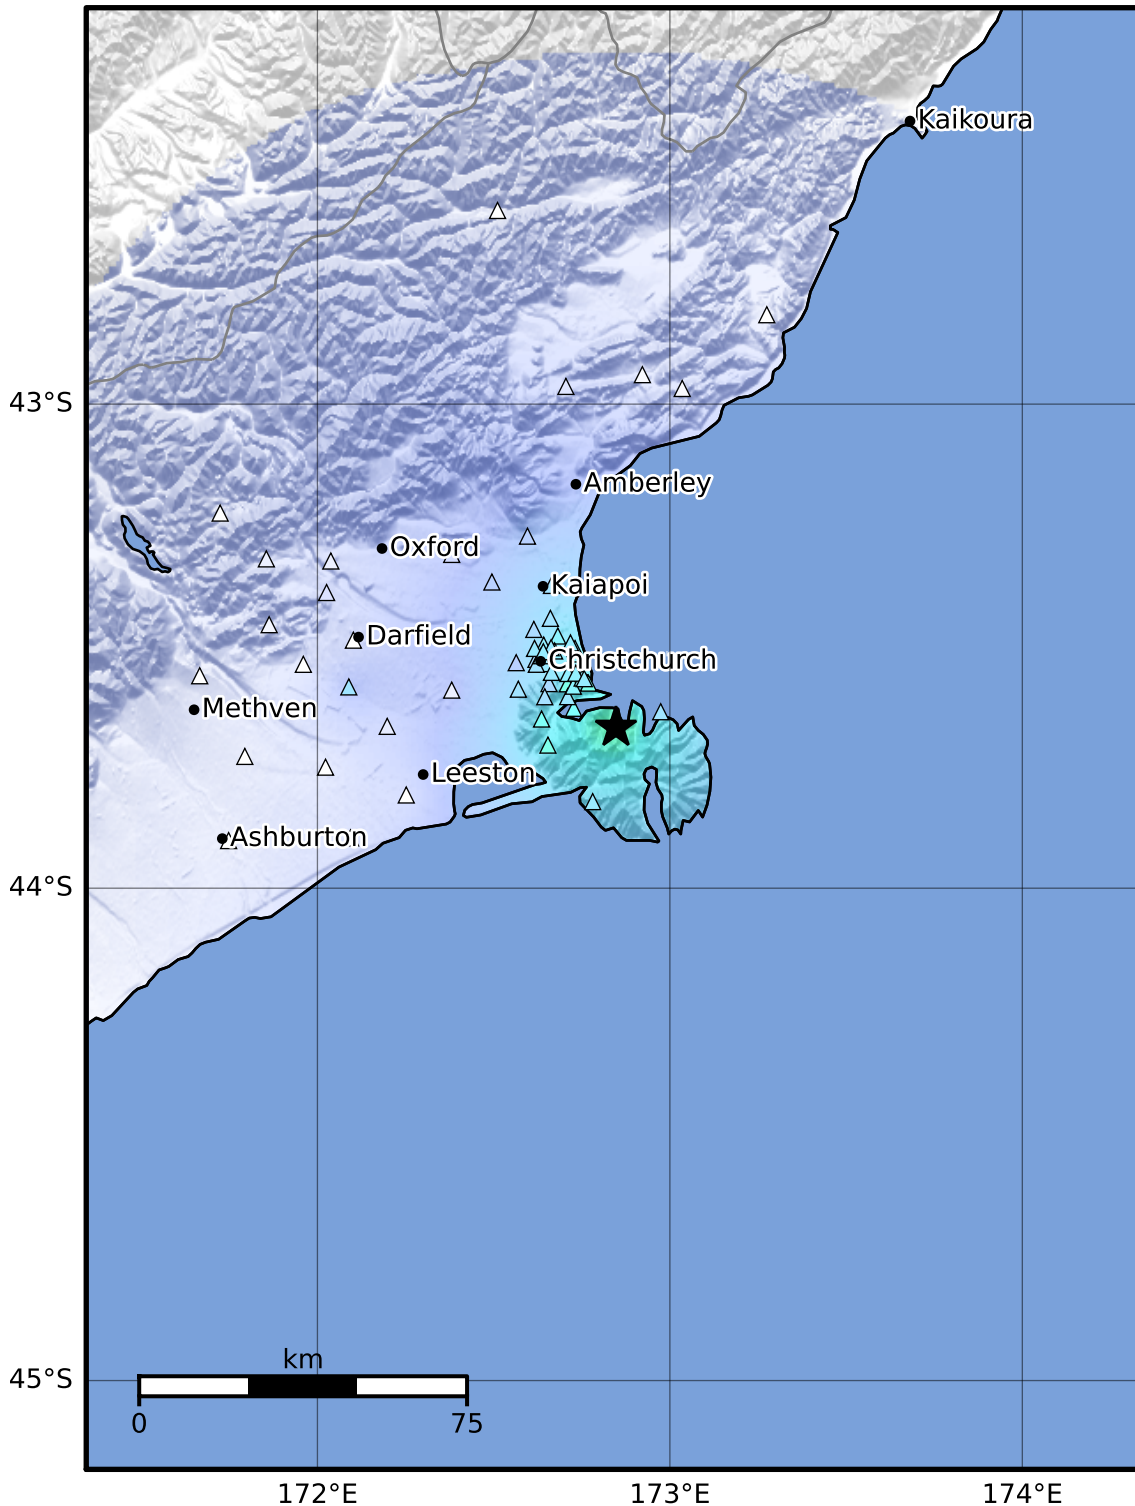 Kaikoura
43°S
Amberley
Oxford
Kaiapoi
Darfield
Christchurch
Methven
Leeston
Ashburton
44°S
km
45°S
0
75
172°E
173°E
174°E